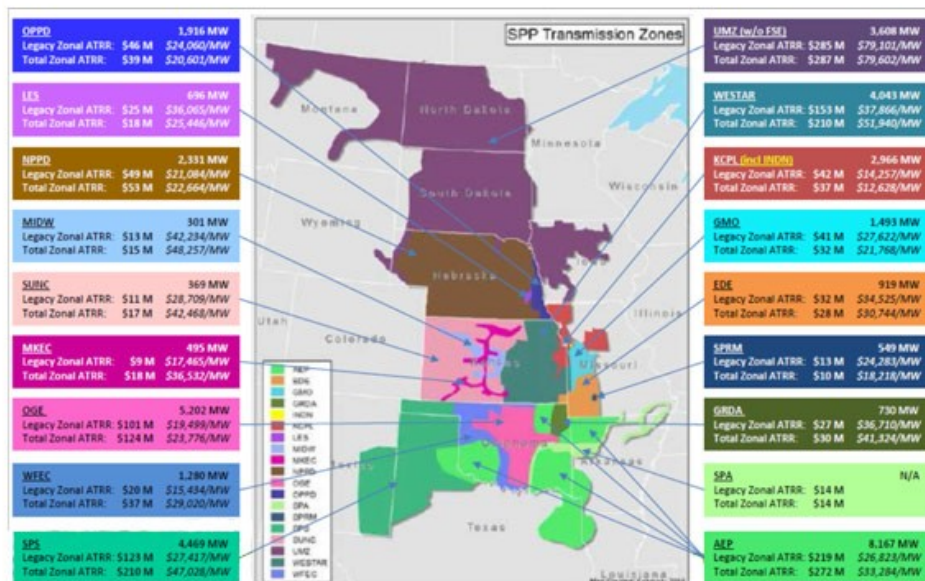 OPPD 1,916 MW
Legacy Zonal ATRR: $46 M $24,060/MW
Total Zonal ATRR: $39 M $20,601/MW
LES 696 MW
Legacy Zonal ATRR: $25 M $36,065/MW
Total Zonal ATRR: $18 M $25,446/MW
NPPD 2,331 MW
Legacy Zonal ATRR: $49 M $21,084/MW
Total Zonal ATRR: $53 M $22,664/MW
MIDW 301 MW
Legacy Zonal ATRR: $13 M $42,234/MW
Total Zonal ATRR: $15 M $48,257/MW
SUNC 369 MW
Legacy Zonal ATRR: $11 M $28,709/MW
Total Zonal ATRR: $17 M $42,468/MW
MKEC 495 MW
Legacy Zonal ATRR: $9 M $17,465/MW
Total Zonal ATRR: $18 M $36,532/MW
OGE 5,202 MW
Legacy Zonal ATRR: $101 M $19,499/MW
Total Zonal ATRR: $124 M $23,776/MW
WFEC 1,280 MW
Legacy Zonal ATRR: $20 M $15,434/MW
Total Zonal ATRR: $37 M $29,020/MW
SPS 4,469 MW
Legacy Zonal ATRR: $123 M $27,417/MW
Total Zonal ATRR: $210 M $47,028/MW
SPP Transmission Zones
Montana
North Dakota
Minnesota
South Dakota
Wisconsin
Wyoming
Iowa
Nebraska
Illinois
Utah
Colorado
Kansas
Missouri
Oklahoma
Arkansas
Mexico
Texas
Louisiana
AEP
EDE
GMO
GRDA
INDN
KCPL
LES
MIDW
MKEC
NPPD
OGE
OPPD
SPA
SPRM
SPS
SUNC
UMZ
WESTAR
WFEC
UMZ (w/o FSE) 3,608 MW
Legacy Zonal ATRR: $285 M $79,101/MW
Total Zonal ATRR: $287 M $79,602/MW
WESTAR 4,043 MW
Legacy Zonal ATRR: $153 M $37,866/MW
Total Zonal ATRR: $210 M $51,940/MW
KCPL (incl INDN) 2,966 MW
Legacy Zonal ATRR: $42 M $14,257/MW
Total Zonal ATRR: $37 M $12,628/MW
GMO 1,493 MW
Legacy Zonal ATRR: $41 M $27,622/MW
Total Zonal ATRR: $32 M $21,768/MW
EDE 919 MW
Legacy Zonal ATRR: $32 M $34,525/MW
Total Zonal ATRR: $28 M $30,744/MW
SPRM 549 MW
Legacy Zonal ATRR: $13 M $24,283/MW
Total Zonal ATRR: $10 M $18,218/MW
GRDA 730 MW
Legacy Zonal ATRR: $27 M $36,710/MW
Total Zonal ATRR: $30 M $41,324/MW
SPA N/A
Legacy Zonal ATRR: $14 M
Total Zonal ATRR: $14 M
AEP 8,167 MW
Legacy Zonal ATRR: $219 M $26,823/MW
Total Zonal ATRR: $272 M $33,284/MW